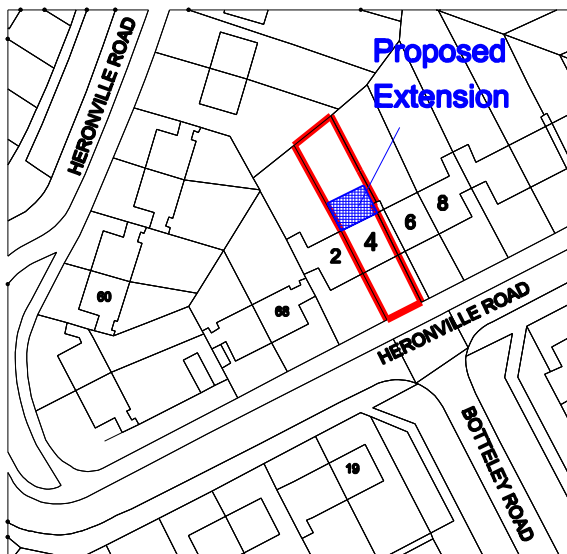 HERONVILLE ROAD
Proposed
Extension
2
4
6
8
60
68
HERONVILLE ROAD
BOTTELEY ROAD
19